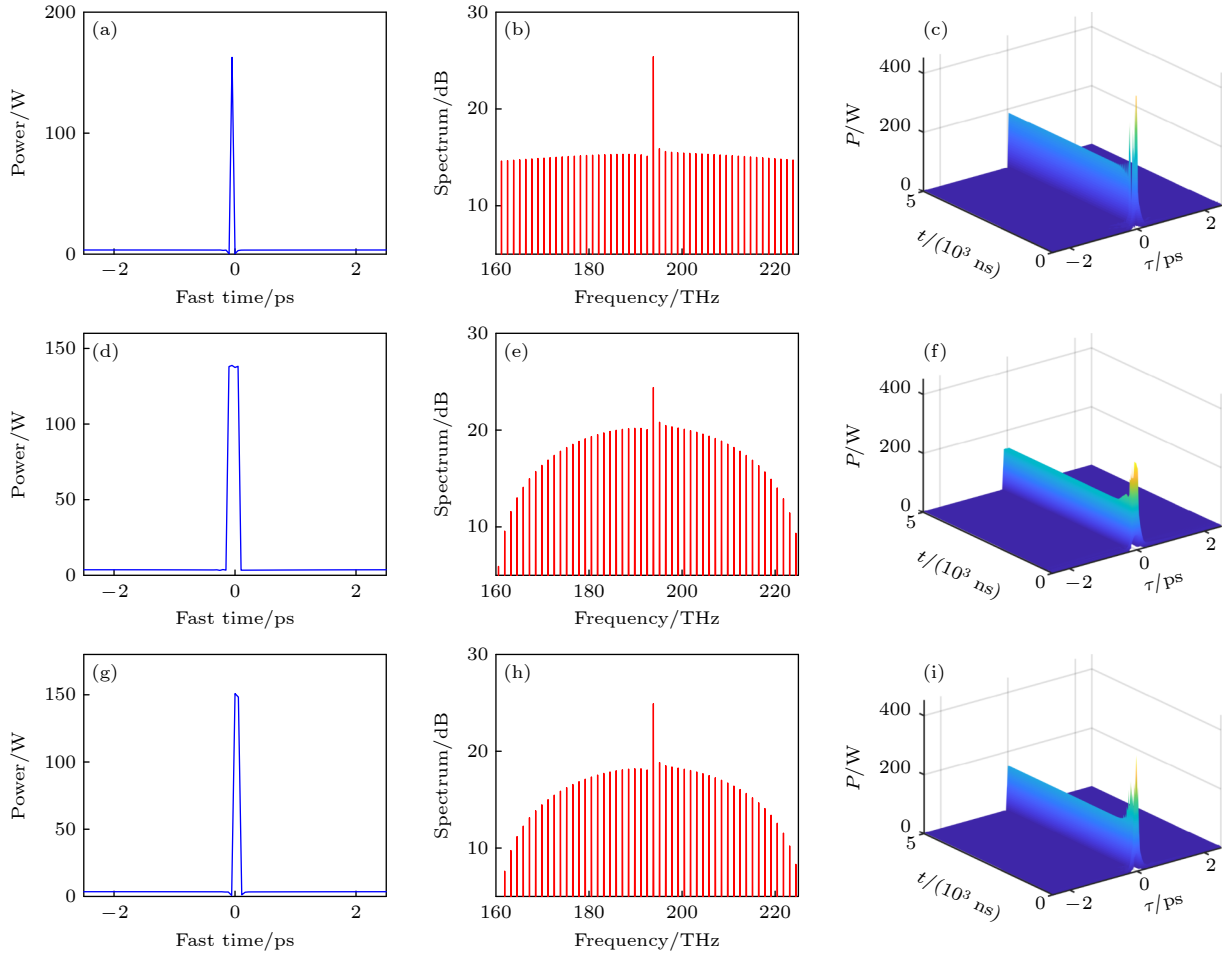 (a)
200
100
0
−2
0
2
Power/W
Fast time/ps
(b)
30
20
10
160
180
200
220
Spectrum/dB
Frequency/THz
(c)
400
200
0
5
0
−2
0
2
P/W
t/(10³ ns)
τ/ps
(d)
150
100
50
0
−2
0
2
Power/W
Fast time/ps
(e)
30
20
10
160
180
200
220
Spectrum/dB
Frequency/THz
(f)
400
200
0
5
0
−2
0
2
P/W
t/(10³ ns)
τ/ps
(g)
150
100
50
0
−2
0
2
Power/W
Fast time/ps
(h)
30
20
10
160
180
200
220
Spectrum/dB
Frequency/THz
(i)
400
200
0
5
0
−2
0
2
P/W
t/(10³ ns)
τ/ps